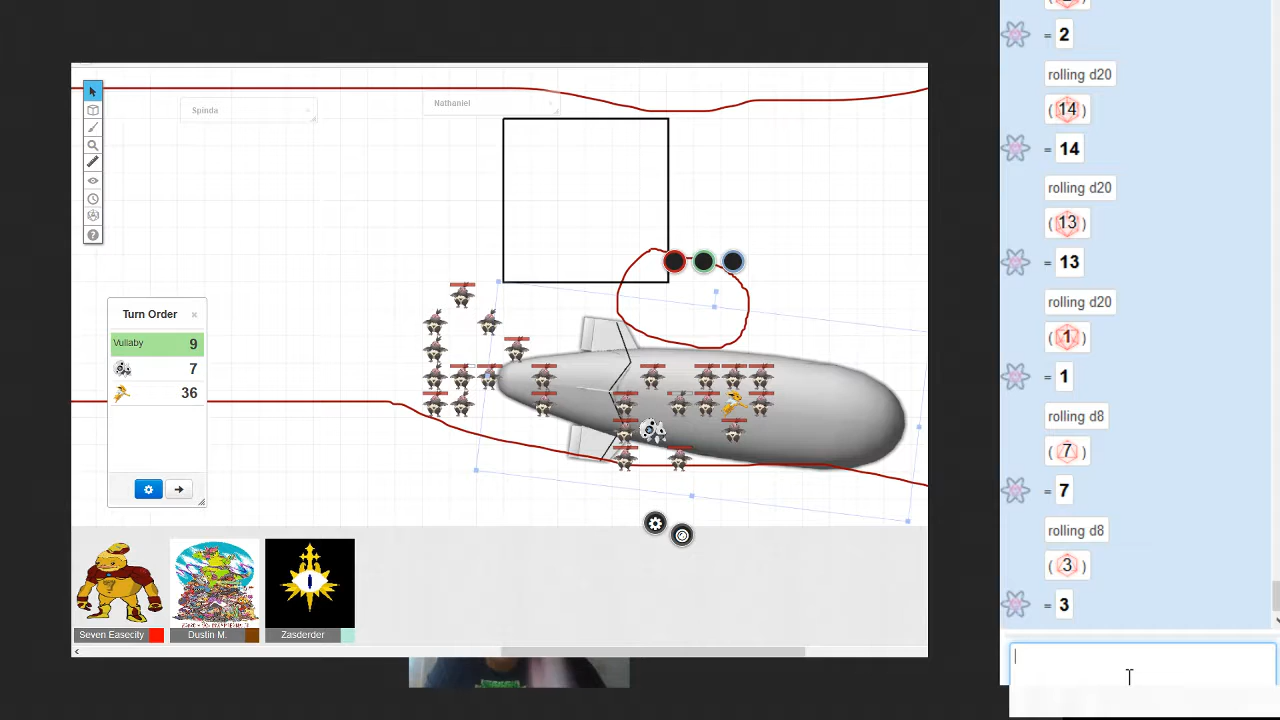 Spinda
Nathaniel
Turn Order
Vullaby 9
7
36
Seven Easecity
Dustin M.
Zasderder
= 2
rolling d20
(14)
= 14
rolling d20
(13)
= 13
rolling d20
(1)
= 1
rolling d8
(7)
= 7
rolling d8
(3)
= 3